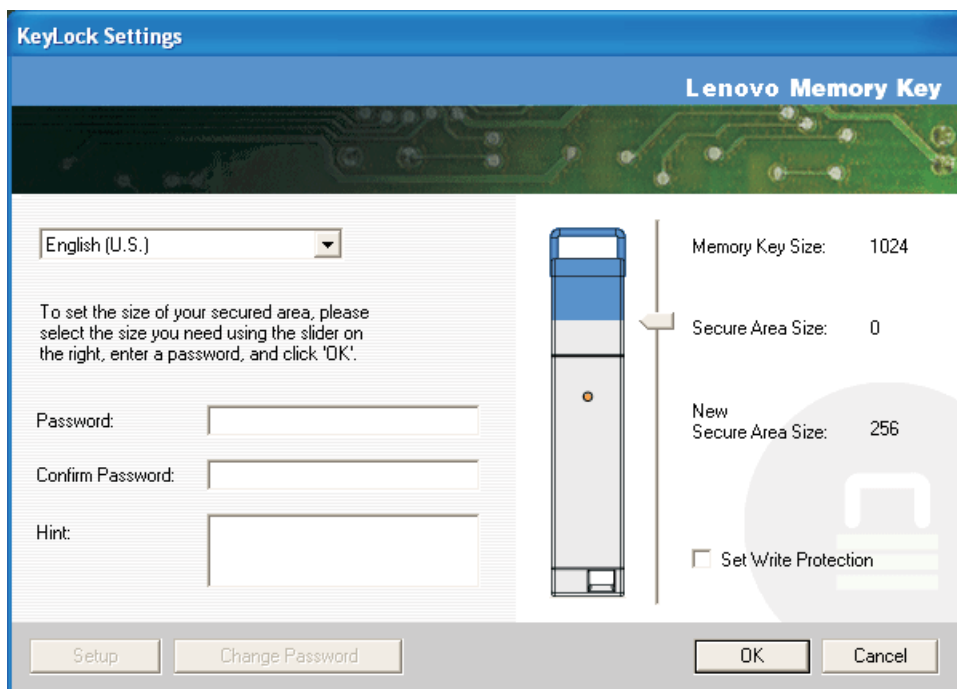 KeyLock Settings
Lenovo Memory Key
English (U.S.)
To set the size of your secured area, please
select the size you need using the slider on
the right, enter a password, and click 'OK'.
Password:
Confirm Password:
Hint:
Memory Key Size: 1024
Secure Area Size: 0
New
Secure Area Size: 256
Set Write Protection
Setup
Change Password
OK
Cancel